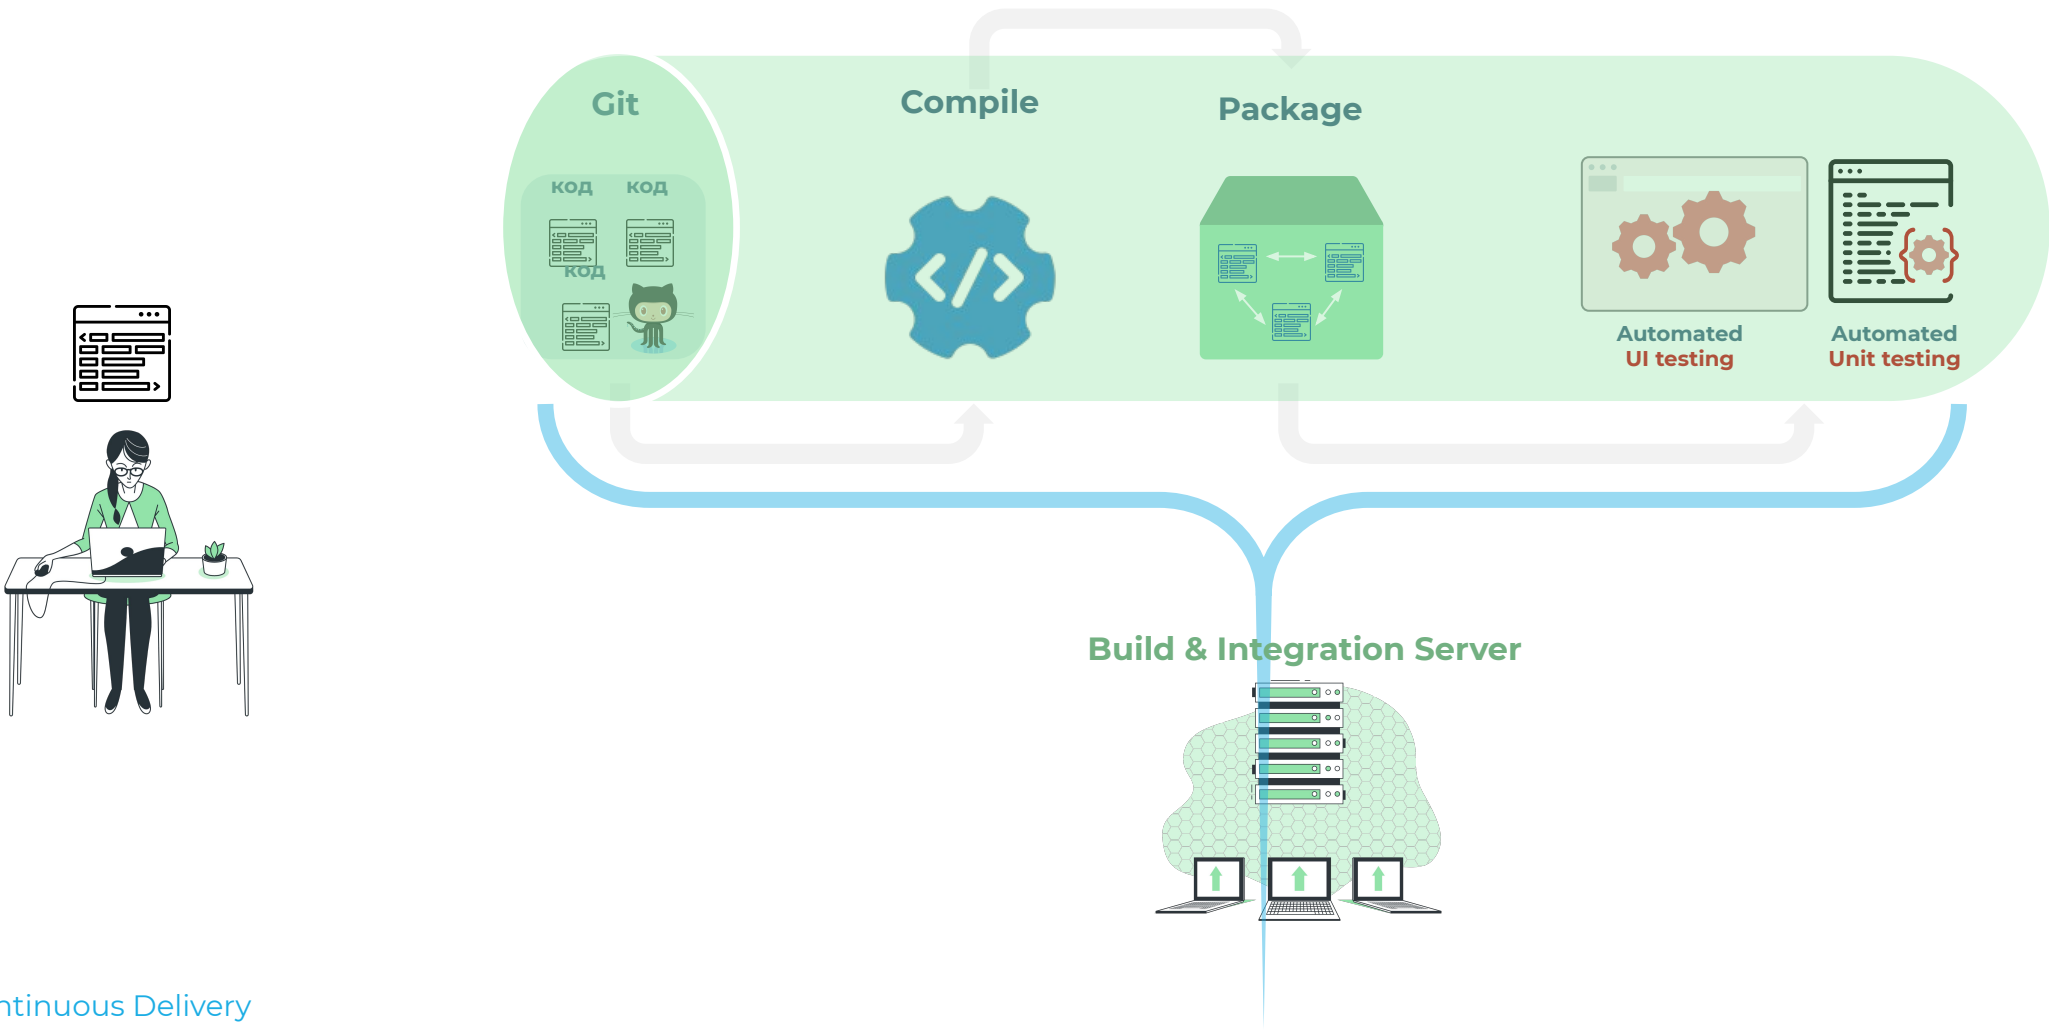 Git
Compile
Package
код код
код
Automated
UI testing
Automated
Unit testing
Build & Integration Server
ntinuous Delivery